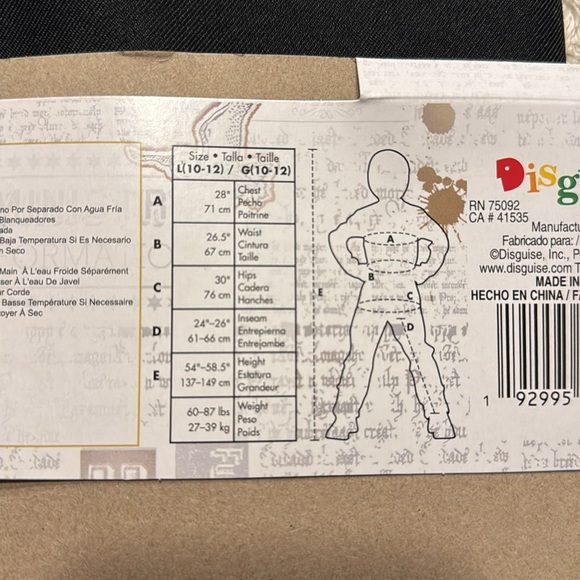 no Por Separado Con Agua Fría
Blanqueadores
ada
Baja Temperatura Si Es Necesario
n Seco
Main À L'eau Froide Séparément
ser À L'eau De Javel
ur Corde
Basse Température Si Necessaire
oyer À Sec
Size • Talla • Taille
L(10-12) / G(10-12)
A
28"
71 cm
Chest
Pecho
Poitrine
B
26.5"
67 cm
Waist
Cintura
Taille
C
30"
76 cm
Hips
Cadera
Hanches
D
24"-26"
61-66 cm
Inseam
Entrepierna
Entrejambe
E
54"-58.5"
137-149 cm
Height
Estatura
Grandeur
60-87 lbs
27-39 kg
Weight
Peso
Poids
A
B
C
D
E
Disg
RN 75092
CA # 41535
Manufactu
Fabricado para: /
©Disguise, Inc., P
www.disguise.com T
MADE IN
HECHO EN CHINA / F
1 92995